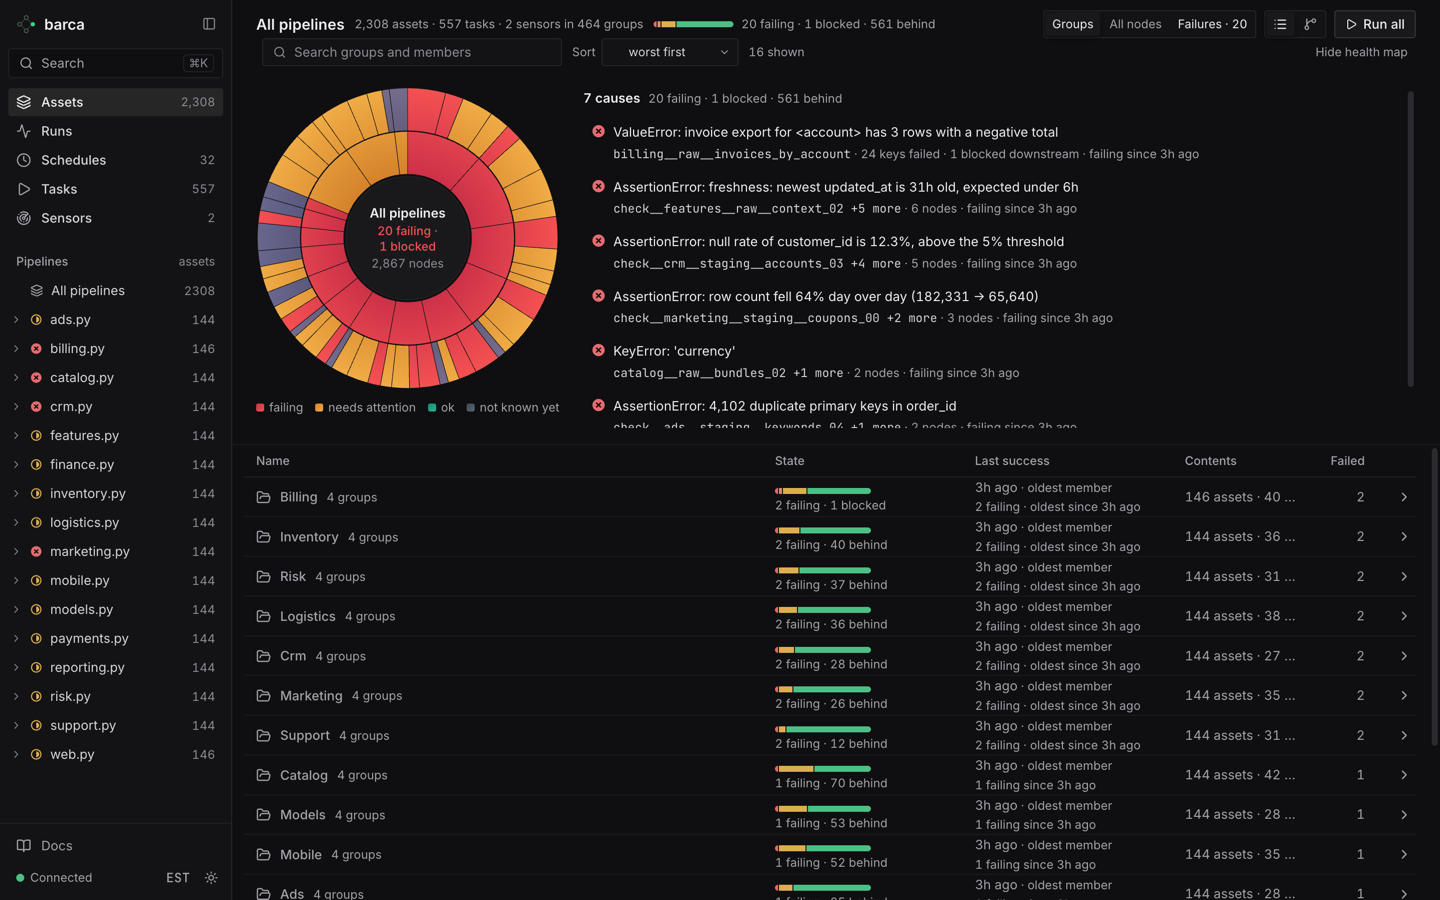 barca
Search ⌘K
Assets 2,308
Runs
Schedules 32
Tasks 557
Sensors 2
Pipelines assets
All pipelines 2308
ads.py 144
billing.py 146
catalog.py 144
crm.py 144
features.py 144
finance.py 144
inventory.py 144
logistics.py 144
marketing.py 144
mobile.py 144
models.py 144
payments.py 144
reporting.py 144
risk.py 144
support.py 144
web.py 146
Docs
Connected EST
All pipelines 2,308 assets · 557 tasks · 2 sensors in 464 groups 20 failing · 1 blocked · 561 behind
Groups All nodes Failures · 20 Run all
Search groups and members Sort worst first 16 shown Hide health map
All pipelines
20 failing ·
1 blocked
2,867 nodes
failing needs attention ok not known yet
7 causes 20 failing · 1 blocked · 561 behind
ValueError: invoice export for <account> has 3 rows with a negative total
billing__raw__invoices_by_account · 24 keys failed · 1 blocked downstream · failing since 3h ago
AssertionError: freshness: newest updated_at is 31h old, expected under 6h
check__features__raw__context_02 +5 more · 6 nodes · failing since 3h ago
AssertionError: null rate of customer_id is 12.3%, above the 5% threshold
check__crm__staging__accounts_03 +4 more · 5 nodes · failing since 3h ago
AssertionError: row count fell 64% day over day (182,331 → 65,640)
check__marketing__staging__coupons_00 +2 more · 3 nodes · failing since 3h ago
KeyError: 'currency'
catalog__raw__bundles_02 +1 more · 2 nodes · failing since 3h ago
AssertionError: 4,102 duplicate primary keys in order_id
check__ads__staging__keywords_04 +1 more · 2 nodes · failing since 3h ago
Name State Last success Contents Failed
Billing 4 groups 2 failing · 1 blocked 3h ago · oldest member 2 failing · oldest since 3h ago 146 assets · 40 ... 2
Inventory 4 groups 2 failing · 40 behind 3h ago · oldest member 2 failing · oldest since 3h ago 144 assets · 36 ... 2
Risk 4 groups 2 failing · 37 behind 3h ago · oldest member 2 failing · oldest since 3h ago 144 assets · 31 ... 2
Logistics 4 groups 2 failing · 36 behind 3h ago · oldest member 2 failing · oldest since 3h ago 144 assets · 38 ... 2
Crm 4 groups 2 failing · 28 behind 3h ago · oldest member 2 failing · oldest since 3h ago 144 assets · 27 ... 2
Marketing 4 groups 2 failing · 26 behind 3h ago · oldest member 2 failing · oldest since 3h ago 144 assets · 35 ... 2
Support 4 groups 2 failing · 12 behind 3h ago · oldest member 2 failing · oldest since 3h ago 144 assets · 31 ... 2
Catalog 4 groups 1 failing · 70 behind 3h ago · oldest member 1 failing since 3h ago 144 assets · 42 ... 1
Models 4 groups 1 failing · 53 behind 3h ago · oldest member 1 failing since 3h ago 144 assets · 28 ... 1
Mobile 4 groups 1 failing · 52 behind 3h ago · oldest member 1 failing since 3h ago 144 assets · 35 ... 1
Ads 4 groups 3h ago · oldest member 144 assets · 28 ... 1